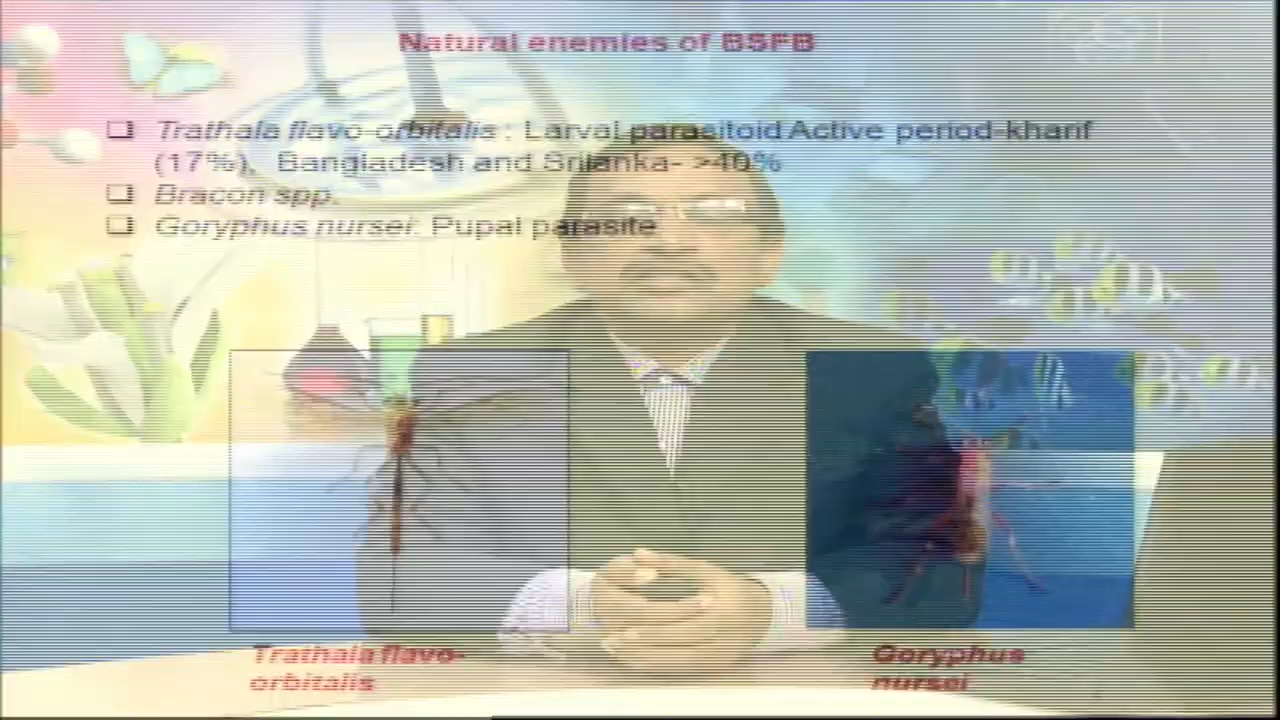 Natural enemies of BSFB
❑ Trathala flavo-orbitalis : Larval parasitoid Active period-kharif
(17%), Bangladesh and Srilanka- >40%
❑ Bracon spp.
❑ Goryphus nursei: Pupal parasite
Trathala flavo-
orbitalis
Goryphus
nursei